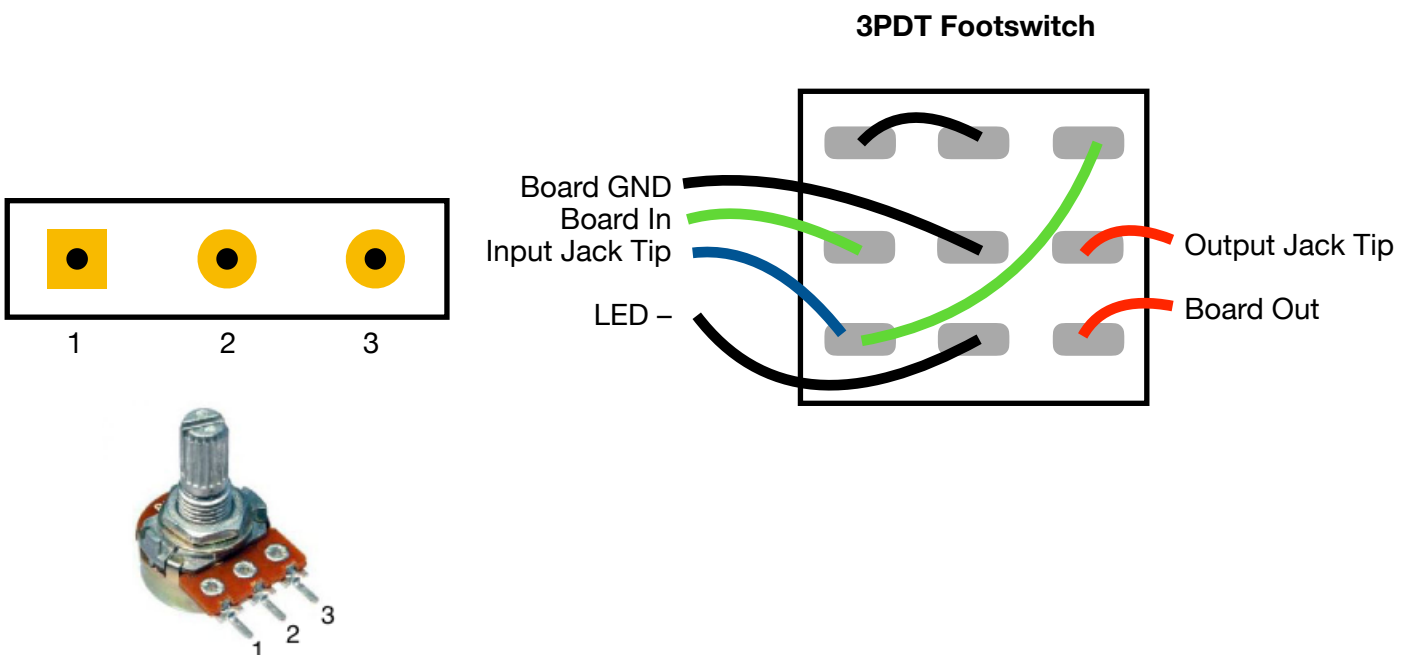 3PDT Footswitch
Board GND
Board In
Input Jack Tip
LED –
Output Jack Tip
Board Out
1 2 3
1
2
3